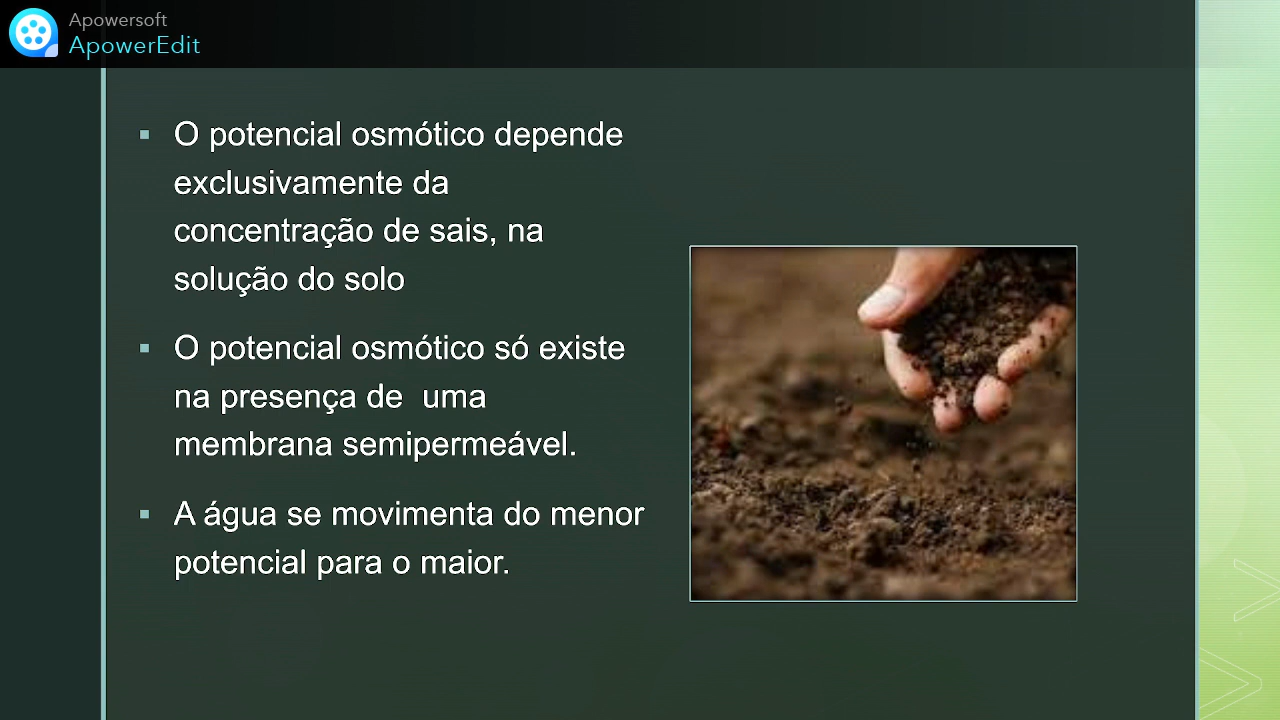 Apowersoft
ApowerEdit
O potencial osmótico depende
exclusivamente da
concentração de sais, na
solução do solo
O potencial osmótico só existe
na presença de  uma
membrana semipermeável.
A água se movimenta do menor
potencial para o maior.